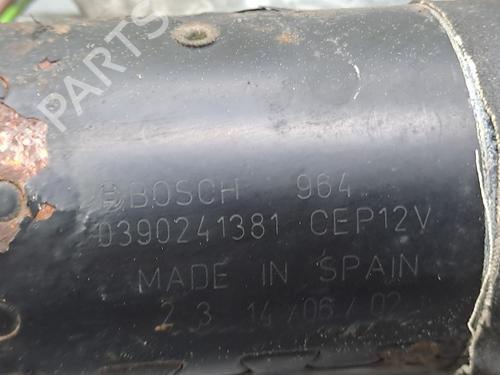 B-PARTS
BOSCH 964
0390241381 CEP12V
MADE IN SPAIN
2 3 14/06/02